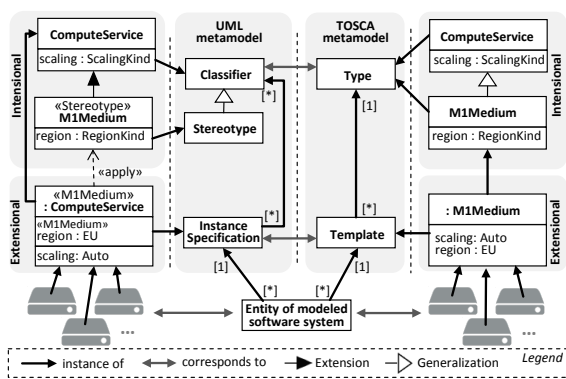 UML metamodel
TOSCA metamodel
Intensional
Extensional
ComputeService
scaling : ScalingKind
«Stereotype»
M1Medium
region : RegionKind
«apply»
«M1Medium»
: ComputeService
«M1Medium»
region : EU
scaling: Auto
...
Classifier
[*]
Stereotype
Instance
Specification
[*]
[1]
[*]
Type
[1]
[*]
Template
[1]
[*]
Entity of modeled
software system
Intensional
Extensional
ComputeService
scaling : ScalingKind
M1Medium
region : RegionKind
: M1Medium
scaling: Auto
region : EU
...
Legend
instance of
corresponds to
Extension
Generalization